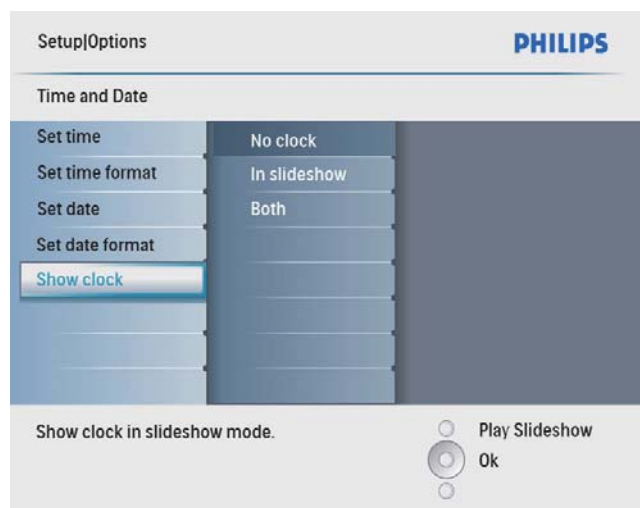 Setup|Options
PHILIPS
Time and Date
Set time
Set time format
Set date
Set date format
Show clock
No clock
In slideshow
Both
Show clock in slideshow mode.
Play Slideshow
Ok